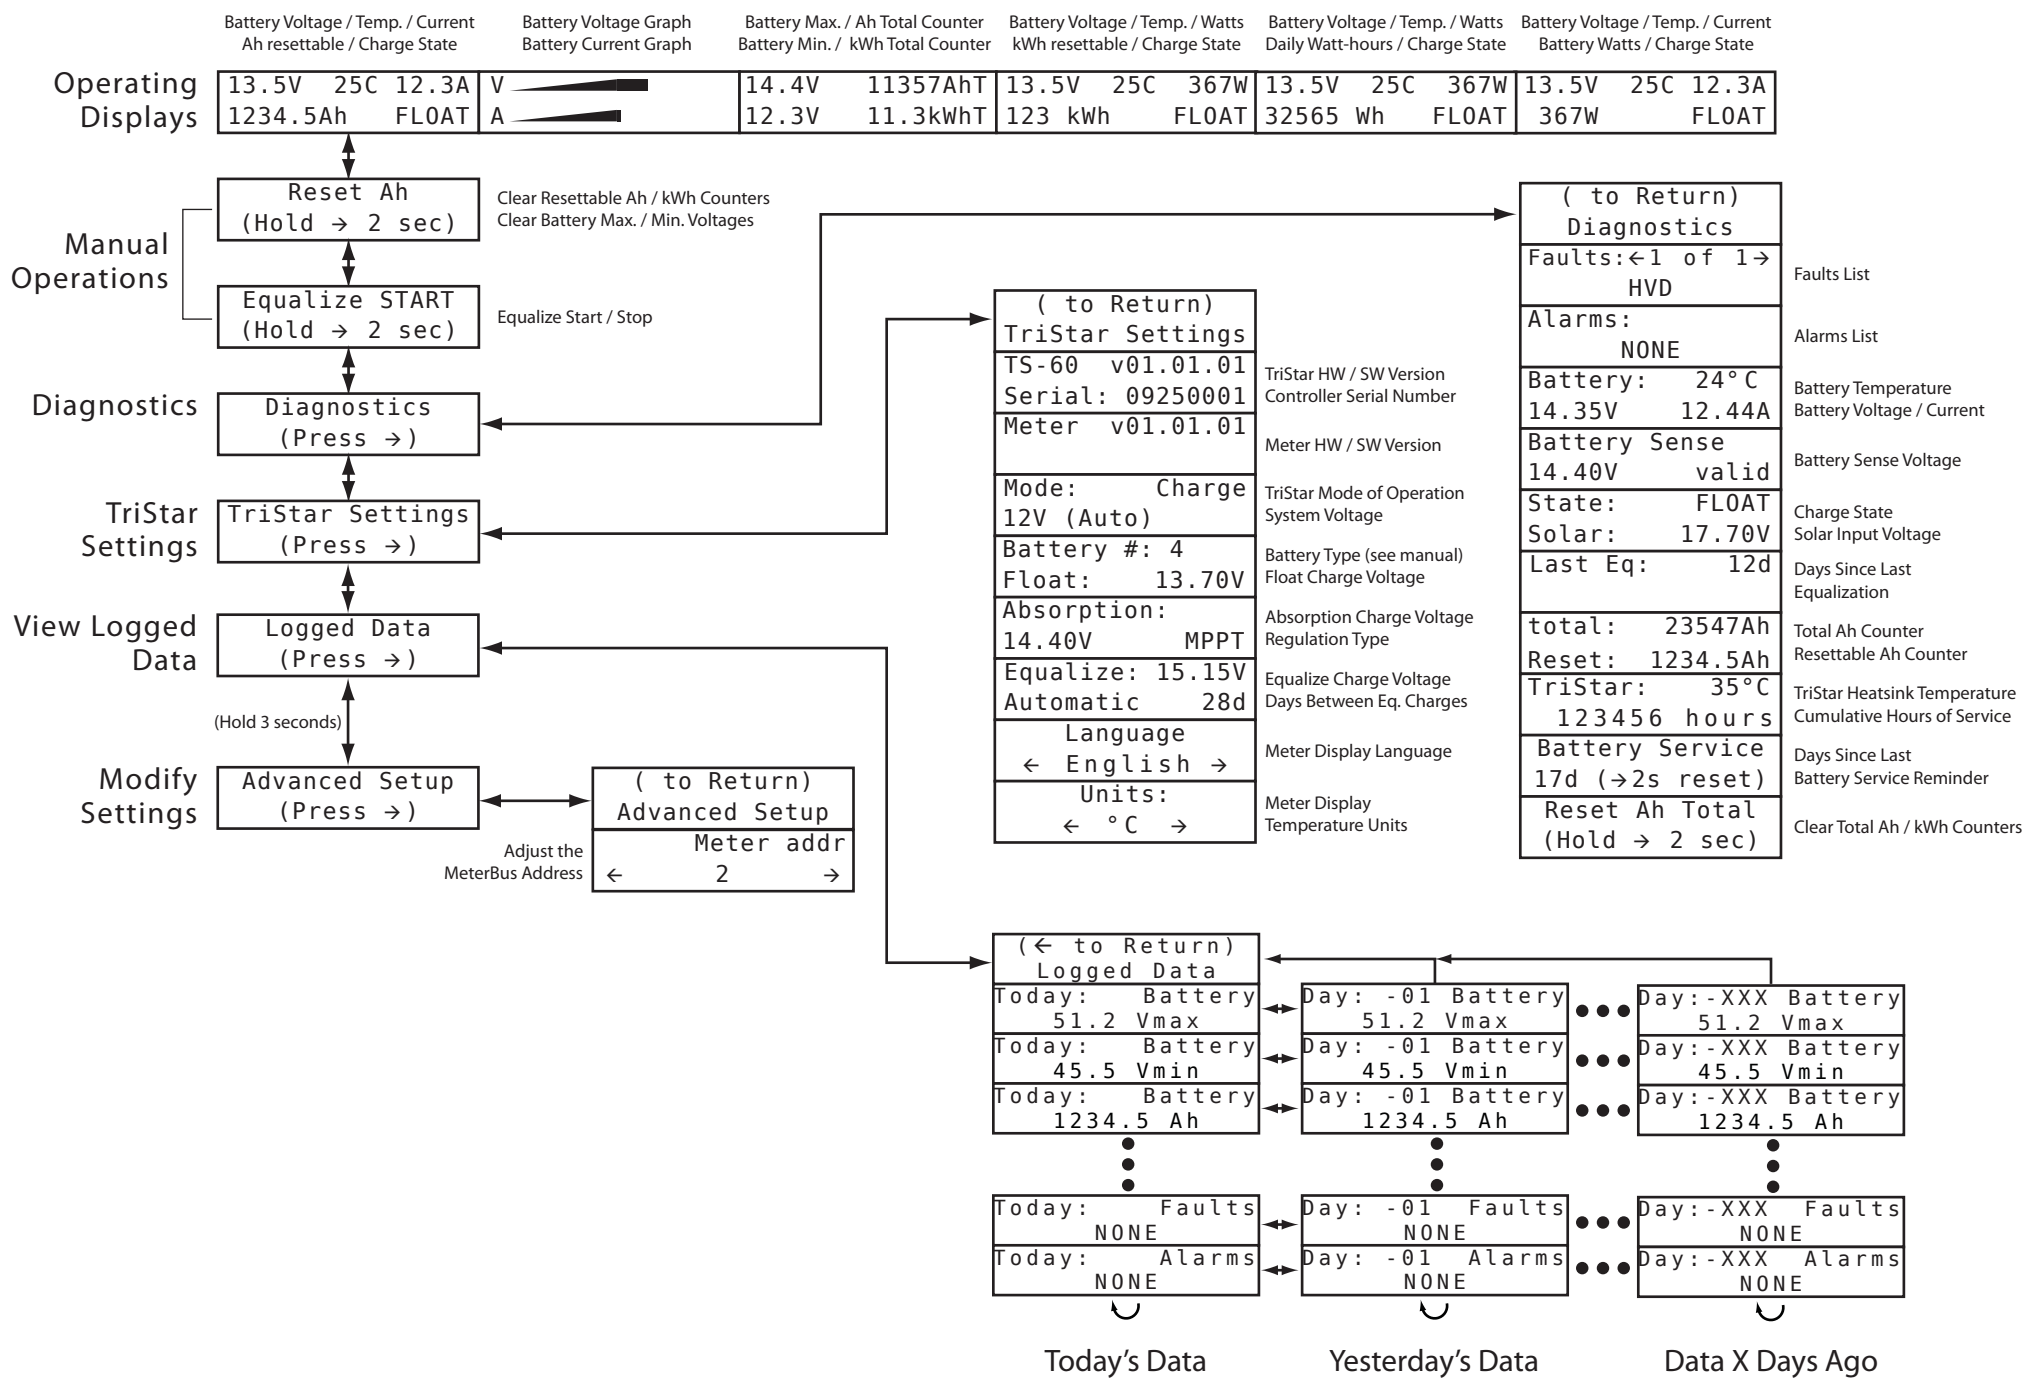 Battery Voltage / Temp. / Current
Ah resettable / Charge State
Battery Voltage Graph
Battery Current Graph
Battery Max. / Ah Total Counter
Battery Min. / kWh Total Counter
Battery Voltage / Temp. / Watts
kWh resettable / Charge State
Battery Voltage / Temp. / Watts
Daily Watt-hours / Charge State
Battery Voltage / Temp. / Current
Battery Watts / Charge State
Operating
Displays
13.5V 25C 12.3A
1234.5Ah FLOAT
V
A
14.4V 11357AhT
12.3V 11.3kWhT
13.5V 25C 367W
123 kWh FLOAT
13.5V 25C 367W
32565 Wh FLOAT
13.5V 25C 12.3A
367W FLOAT
Manual
Operations
Reset Ah
(Hold → 2 sec)
Clear Resettable Ah / kWh Counters
Clear Battery Max. / Min. Voltages
Equalize START
(Hold → 2 sec)
Equalize Start / Stop
Diagnostics
Diagnostics
(Press →)
TriStar
Settings
TriStar Settings
(Press →)
View Logged
Data
Logged Data
(Press →)
(Hold 3 seconds)
Modify
Settings
Advanced Setup
(Press →)
( to Return)
Advanced Setup
Adjust the
MeterBus Address
Meter addr
← 2 →
( to Return)
TriStar Settings
TS-60 v01.01.01
Serial: 09250001
TriStar HW / SW Version
Controller Serial Number
Meter v01.01.01
Meter HW / SW Version
Mode: Charge
12V (Auto)
TriStar Mode of Operation
System Voltage
Battery #: 4
Float: 13.70V
Battery Type (see manual)
Float Charge Voltage
Absorption:
14.40V MPPT
Absorption Charge Voltage
Regulation Type
Equalize: 15.15V
Automatic 28d
Equalize Charge Voltage
Days Between Eq. Charges
Language
← English →
Meter Display Language
Units:
← °C →
Meter Display
Temperature Units
( to Return)
Diagnostics
Faults:←1 of 1→
HVD
Faults List
Alarms:
NONE
Alarms List
Battery: 24°C
14.35V 12.44A
Battery Temperature
Battery Voltage / Current
Battery Sense
14.40V valid
Battery Sense Voltage
State: FLOAT
Solar: 17.70V
Charge State
Solar Input Voltage
Last Eq: 12d
Days Since Last
Equalization
total: 23547Ah
Reset: 1234.5Ah
Total Ah Counter
Resettable Ah Counter
TriStar: 35°C
123456 hours
TriStar Heatsink Temperature
Cumulative Hours of Service
Battery Service
17d (→2s reset)
Days Since Last
Battery Service Reminder
Reset Ah Total
(Hold → 2 sec)
Clear Total Ah / kWh Counters
(← to Return)
Logged Data
Today: Battery
51.2 Vmax
Day: -01 Battery
51.2 Vmax
Day:-XXX Battery
51.2 Vmax
Today: Battery
45.5 Vmin
Day: -01 Battery
45.5 Vmin
Day:-XXX Battery
45.5 Vmin
Today: Battery
1234.5 Ah
Day: -01 Battery
1234.5 Ah
Day:-XXX Battery
1234.5 Ah
Today: Faults
NONE
Day: -01 Faults
NONE
Day:-XXX Faults
NONE
Today: Alarms
NONE
Day: -01 Alarms
NONE
Day:-XXX Alarms
NONE
Today's Data
Yesterday's Data
Data X Days Ago